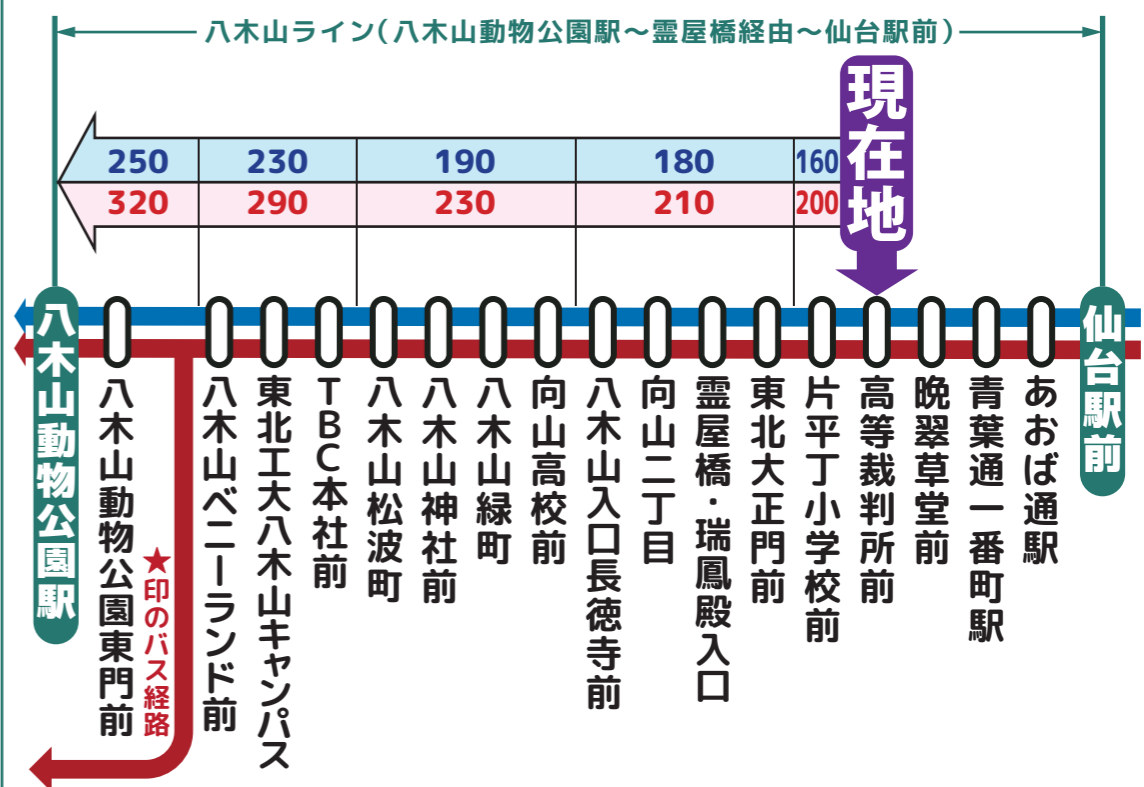 八木山ライン(八木山動物公園駅〜霊屋橋経由〜仙台駅前)
現在地
250 230 190 180 160
320 290 230 210 200
八木山動物公園駅
八木山動物公園東門前
★印のバス経路
八木山ベニーランド前
東北工大八木山キャンパス
TBC本社前
八木山松波町
八木山神社前
八木山緑町
向山高校前
八木山入口長徳寺前
向山二丁目
霊屋橋・瑞鳳殿入口
東北大正門前
片平丁小学校前
高等裁判所前
晩翠草堂前
青葉通一番町駅
あおば通駅
仙台駅前